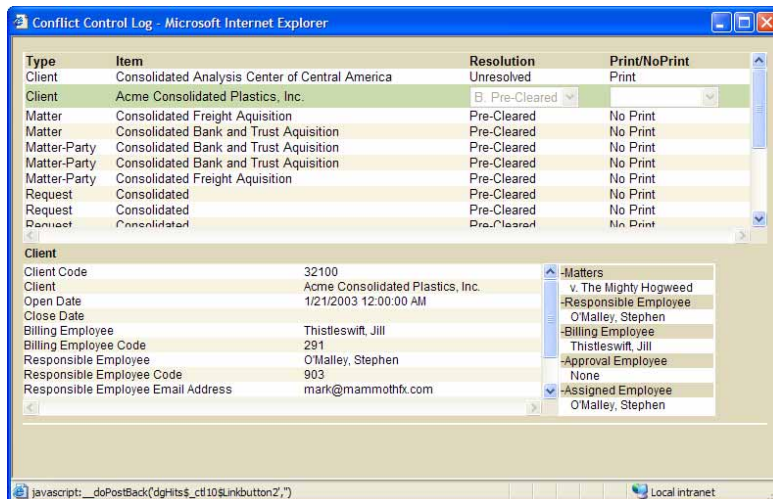 Conflict Control Log - Microsoft Internet Explorer
Type Item Resolution Print/NoPrint
Client Consolidated Analysis Center of Central America Unresolved Print
Client Acme Consolidated Plastics, Inc. B. Pre-Cleared
Matter Consolidated Freight Aquisition Pre-Cleared No Print
Matter Consolidated Bank and Trust Aquisition Pre-Cleared No Print
Matter-Party Consolidated Bank and Trust Aquisition Pre-Cleared No Print
Matter-Party Consolidated Bank and Trust Aquisition Pre-Cleared No Print
Matter-Party Consolidated Freight Aquisition Pre-Cleared No Print
Request Consolidated Pre-Cleared No Print
Request Consolidated Pre-Cleared No Print
Request Consolidated Pre-Cleared No Print
Client
Client Code 32100
Client Acme Consolidated Plastics, Inc.
Open Date 1/21/2003 12:00:00 AM
Close Date
Billing Employee Thistleswift, Jill
Billing Employee Code 291
Responsible Employee O'Malley, Stephen
Responsible Employee Code 903
Responsible Employee Email Address mark@mammothfx.com
-Matters
v. The Mighty Hogweed
-Responsible Employee
O'Malley, Stephen
-Billing Employee
Thistleswift, Jill
-Approval Employee
None
-Assigned Employee
O'Malley, Stephen
javascript:__doPostBack('dgHits$_ctl10$Linkbutton2','') Local intranet